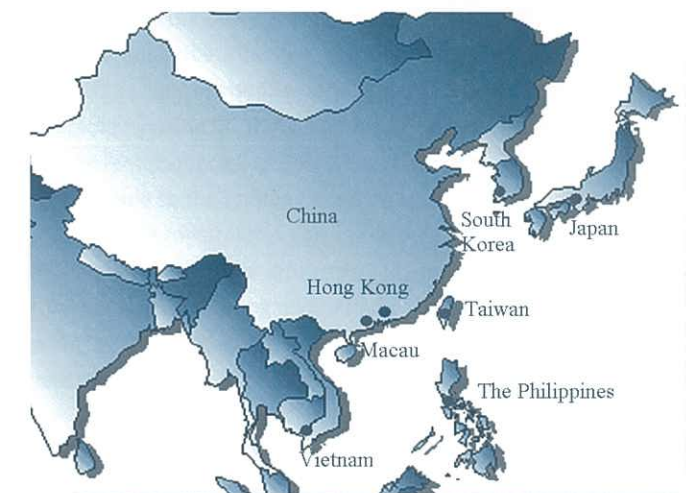 China
South
Korea
Japan
Hong Kong
Taiwan
Macau
The Philippines
Vietnam